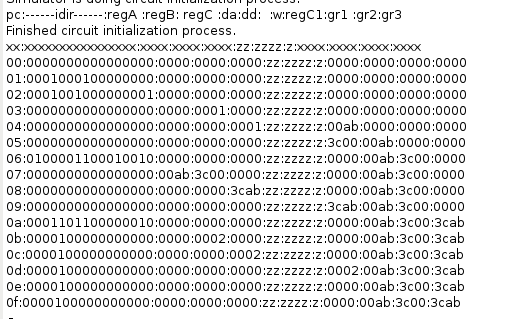 Simulator is doing circuit initialization process.
pc:------idir------:regA :regB: regC :da:dd: :w:regC1:gr1 :gr2:gr3
Finished circuit initialization process.
xx:xxxxxxxxxxxxxxxx:xxxx:xxxx:xxxx:zz:zzzz:z:xxxx:xxxx:xxxx:xxxx
00:0000000000000000:0000:0000:0000:zz:zzzz:z:0000:0000:0000:0000
01:0001000100000000:0000:0000:0000:zz:zzzz:z:0000:0000:0000:0000
02:0001001000000001:0000:0000:0000:zz:zzzz:z:0000:0000:0000:0000
03:0000000000000000:0000:0001:0000:zz:zzzz:z:0000:0000:0000:0000
04:0000000000000000:0000:0000:0001:zz:zzzz:z:00ab:0000:0000:0000
05:0000000000000000:0000:0000:0000:zz:zzzz:z:3c00:00ab:0000:0000
06:0100001100010010:0000:0000:0000:zz:zzzz:z:0000:00ab:3c00:0000
07:0000000000000000:00ab:3c00:0000:zz:zzzz:z:0000:00ab:3c00:0000
08:0000000000000000:0000:0000:3cab:zz:zzzz:z:0000:00ab:3c00:0000
09:0000000000000000:0000:0000:0000:zz:zzzz:z:3cab:00ab:3c00:0000
0a:0001101100000010:0000:0000:0000:zz:zzzz:z:0000:00ab:3c00:3cab
0b:0000100000000000:0000:0002:0000:zz:zzzz:z:0000:00ab:3c00:3cab
0c:0000100000000000:0000:0000:0002:zz:zzzz:z:0000:00ab:3c00:3cab
0d:0000100000000000:0000:0000:0000:zz:zzzz:z:0002:00ab:3c00:3cab
0e:0000100000000000:0000:0000:0000:zz:zzzz:z:0000:00ab:3c00:3cab
0f:0000100000000000:0000:0000:0000:zz:zzzz:z:0000:00ab:3c00:3cab